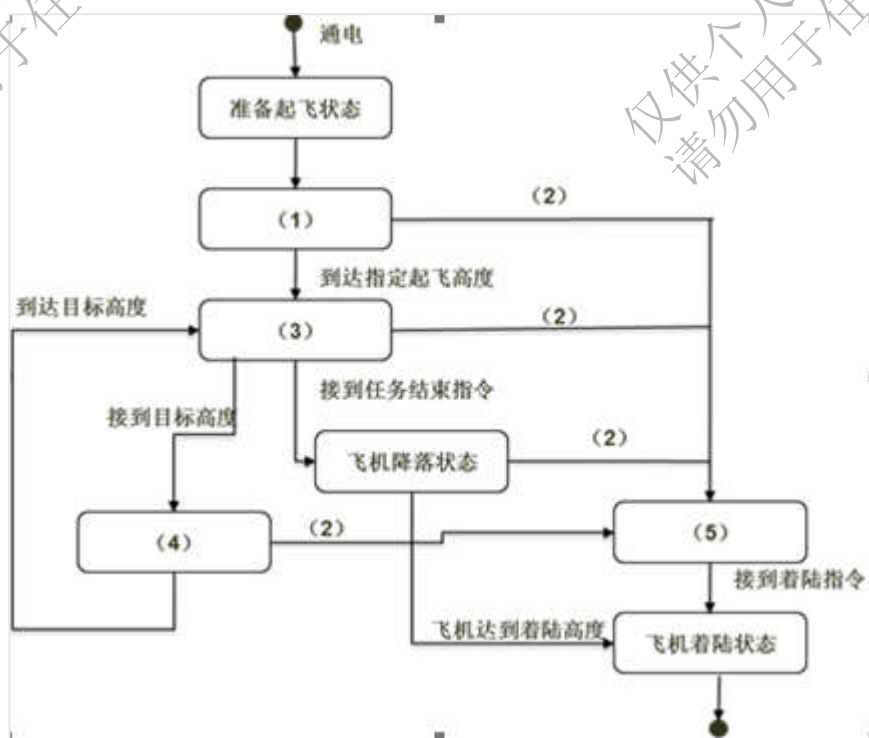 通电
准备起飞状态
（1）
（2）
到达指定起飞高度
到达目标高度
（3）
（2）
接到任务结束指令
接到目标高度
飞机降落状态
（2）
（4）
（2）
（5）
接到着陆指令
飞机达到着陆高度
飞机着陆状态
仅供个人
请勿用于任